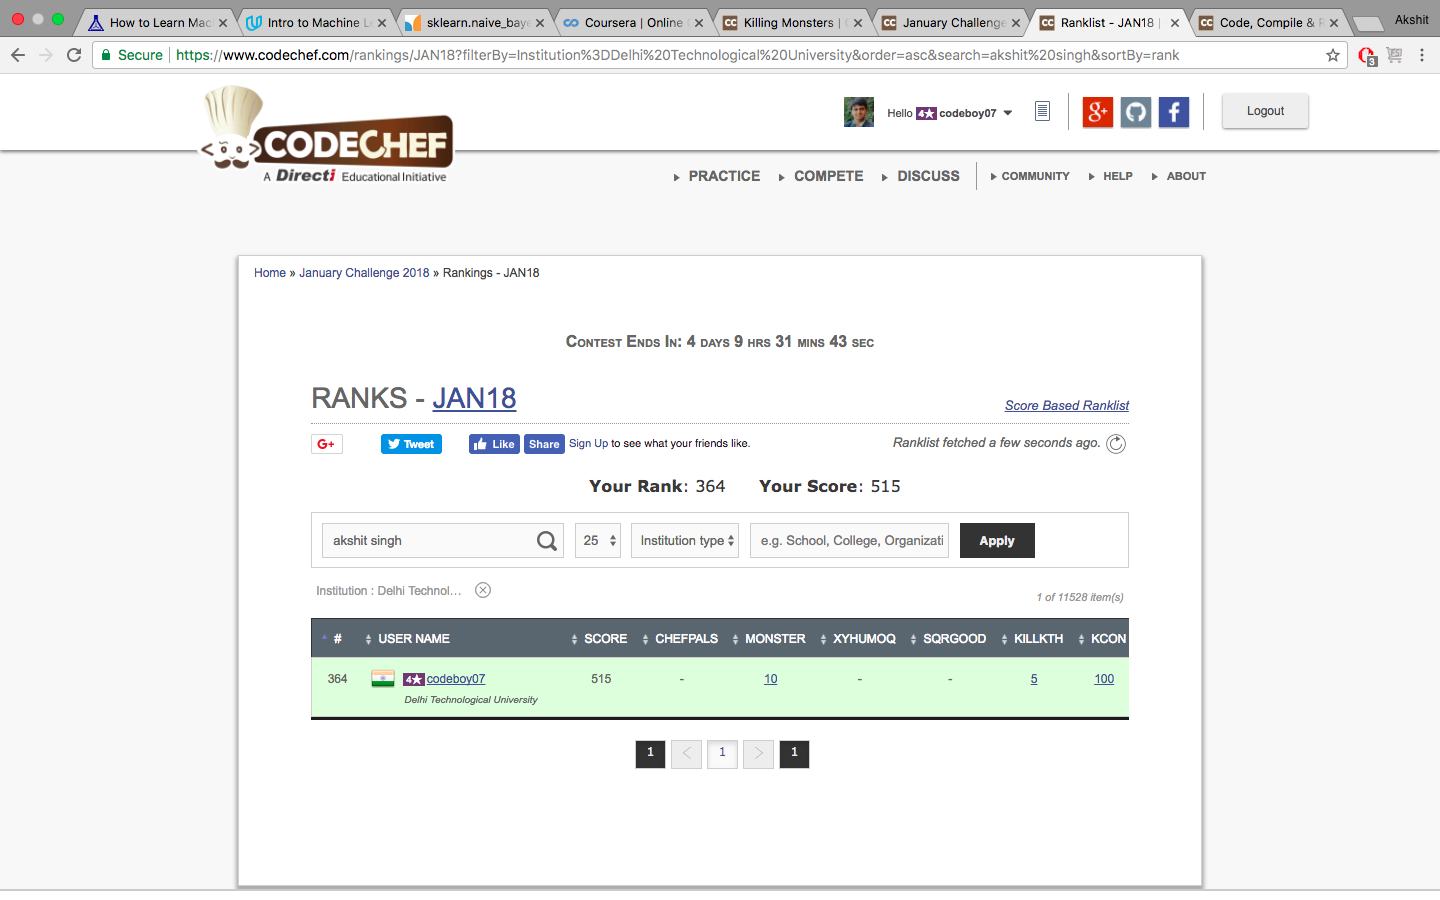 How to Learn Mac
Intro to Machine Le
sklearn.naive_baye
Coursera | Online
Killing Monsters |
January Challenge
Ranklist - JAN18 |
Code, Compile & R
Akshit
Secure
https://www.codechef.com/rankings/JAN18?filterBy=Institution%3DDelhi%20Technological%20University&order=asc&search=akshit%20singh&sortBy=rank
3
CODECHEF
A Directi Educational Initiative
Hello 4★ codeboy07
Logout
PRACTICE COMPETE DISCUSS COMMUNITY HELP ABOUT
Home » January Challenge 2018 » Rankings - JAN18
Contest Ends In: 4 days 9 hrs 31 mins 43 sec
RANKS - JAN18
Score Based Ranklist
G+ Tweet Like Share Sign Up to see what your friends like.
Ranklist fetched a few seconds ago.
Your Rank: 364 Your Score: 515
akshit singh 25 Institution type e.g. School, College, Organizati Apply
Institution : Delhi Technol...
1 of 11528 item(s)
# USER NAME SCORE CHEFPALS MONSTER XYHUMOQ SQRGOOD KILLKTH KCON
364 4★ codeboy07 515 - 10 - - 5 100
Delhi Technological University
1 < 1 > 1